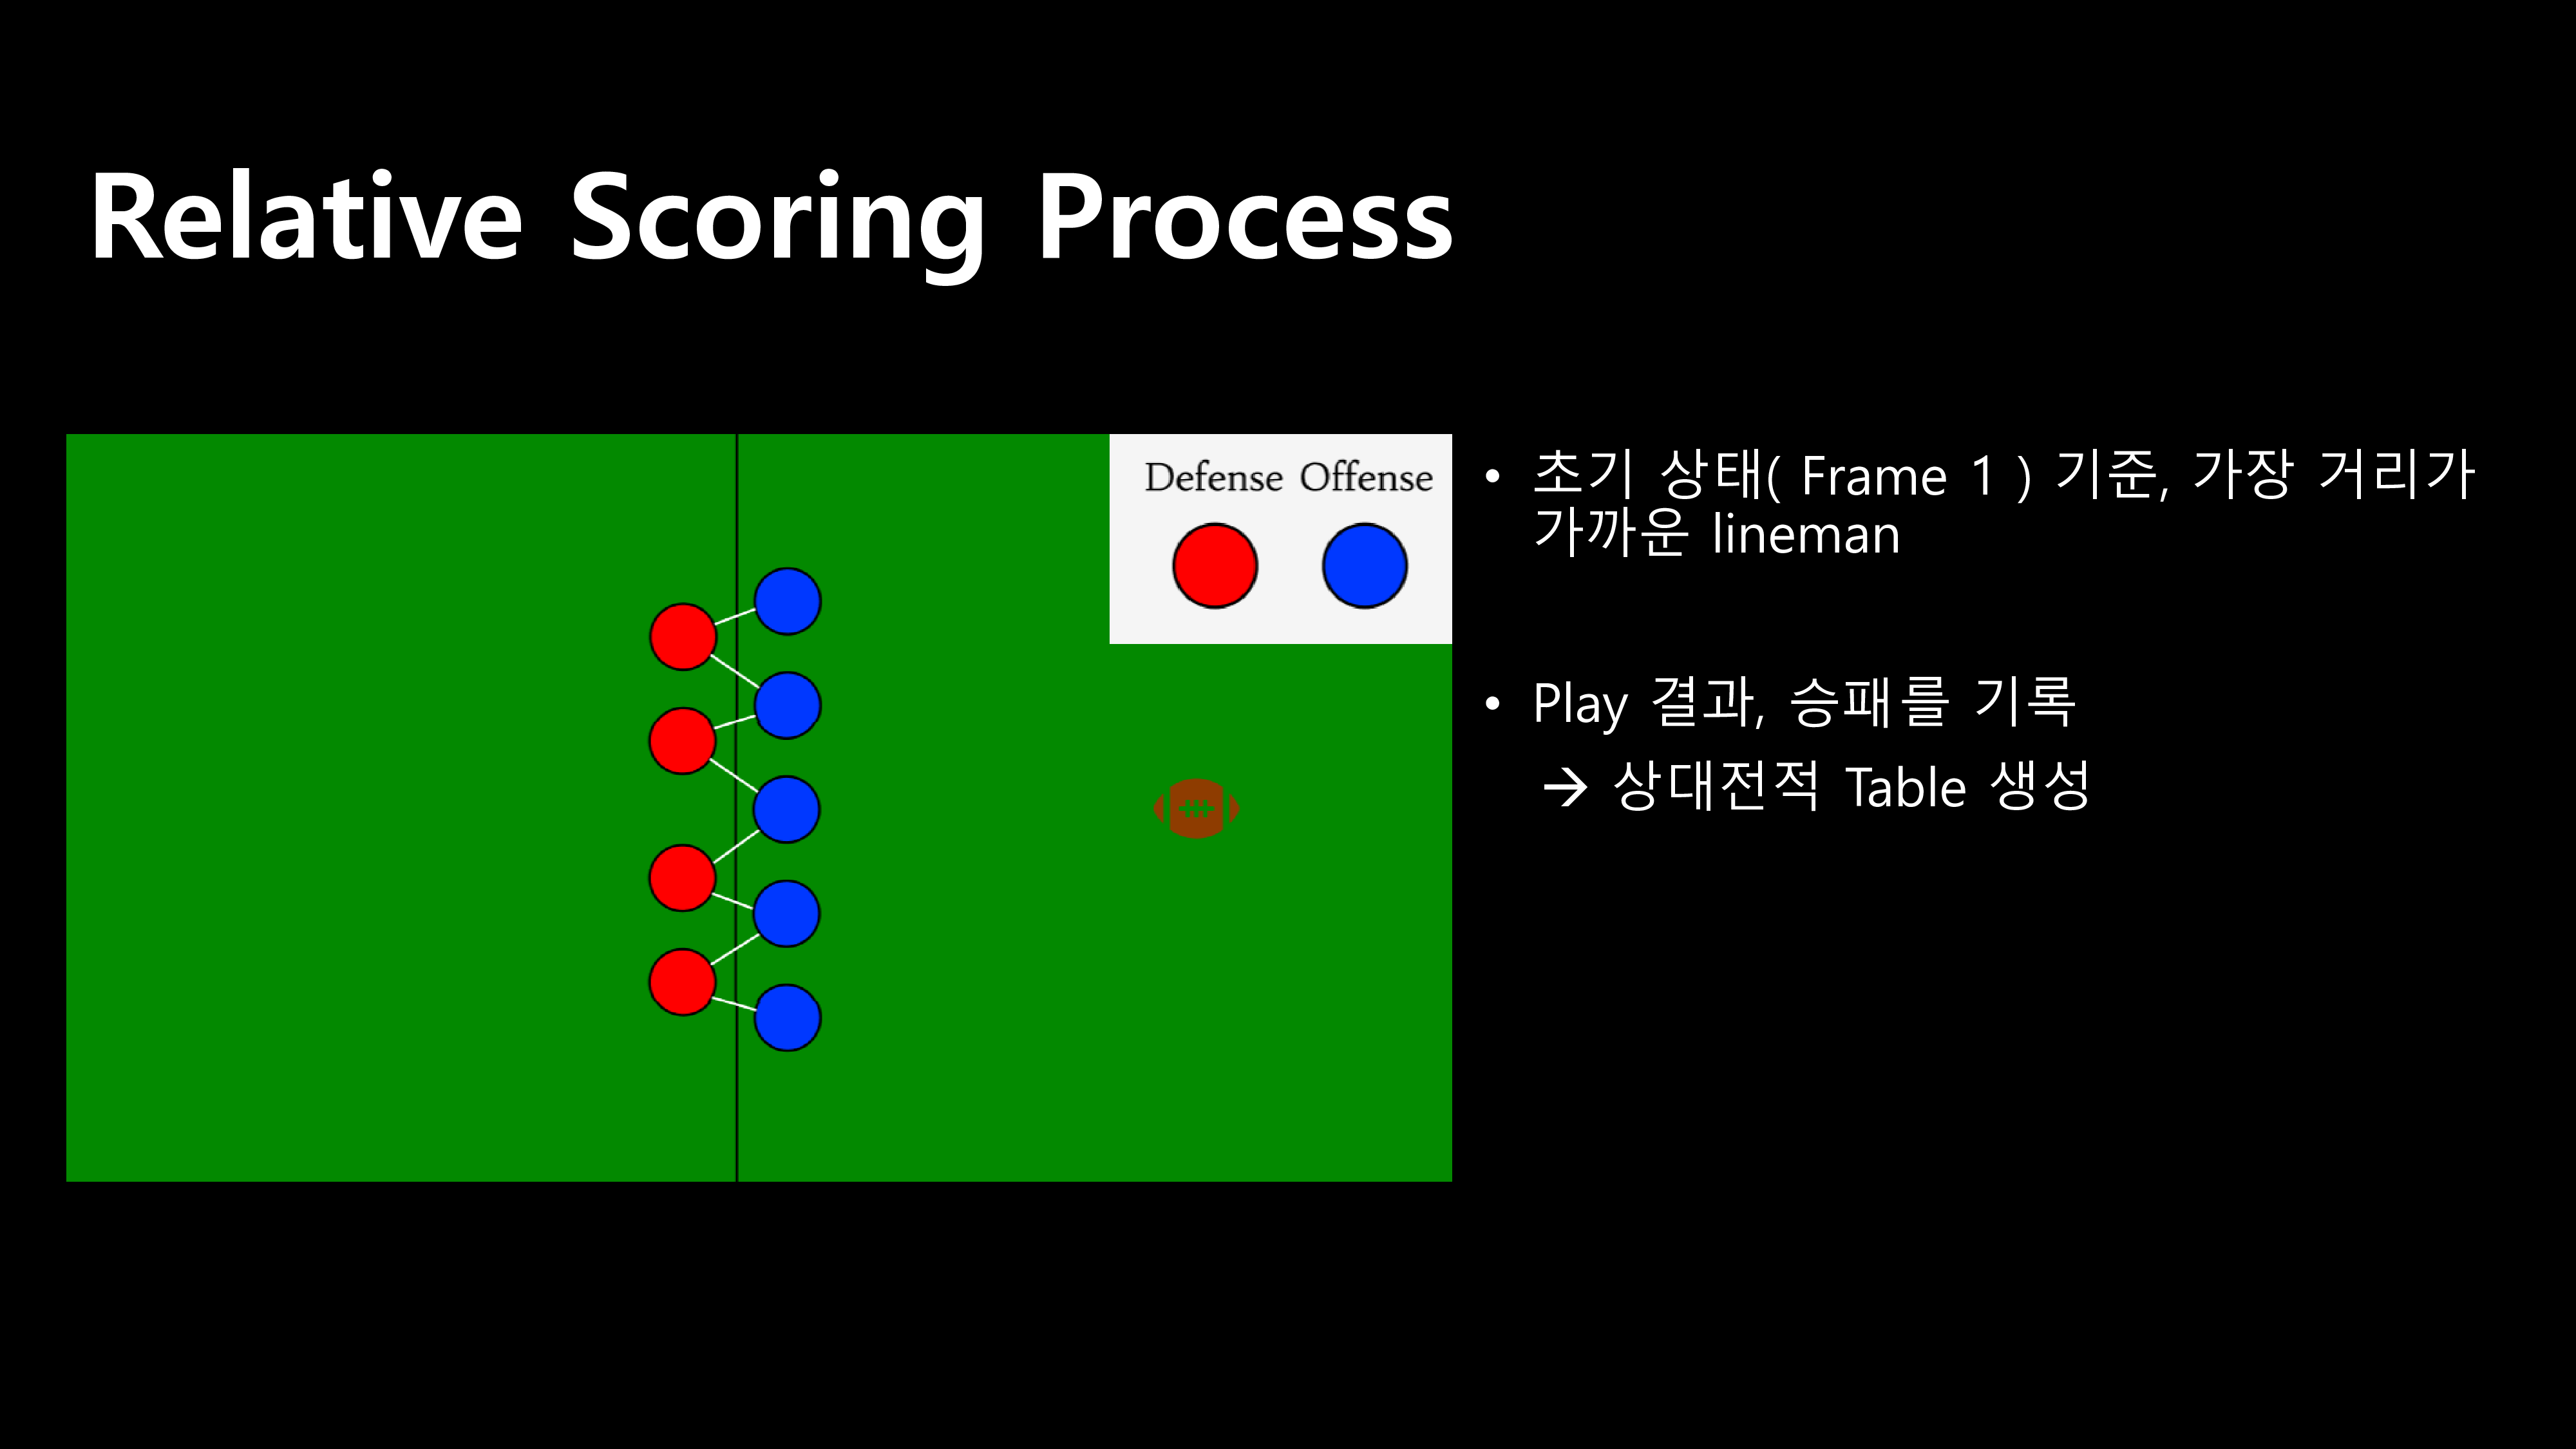 Relative Scoring Process
Defense Offense
• 초기 상태( Frame 1 ) 기준, 가장 거리가
가까운 lineman
• Play 결과, 승패를 기록
→ 상대전적 Table 생성